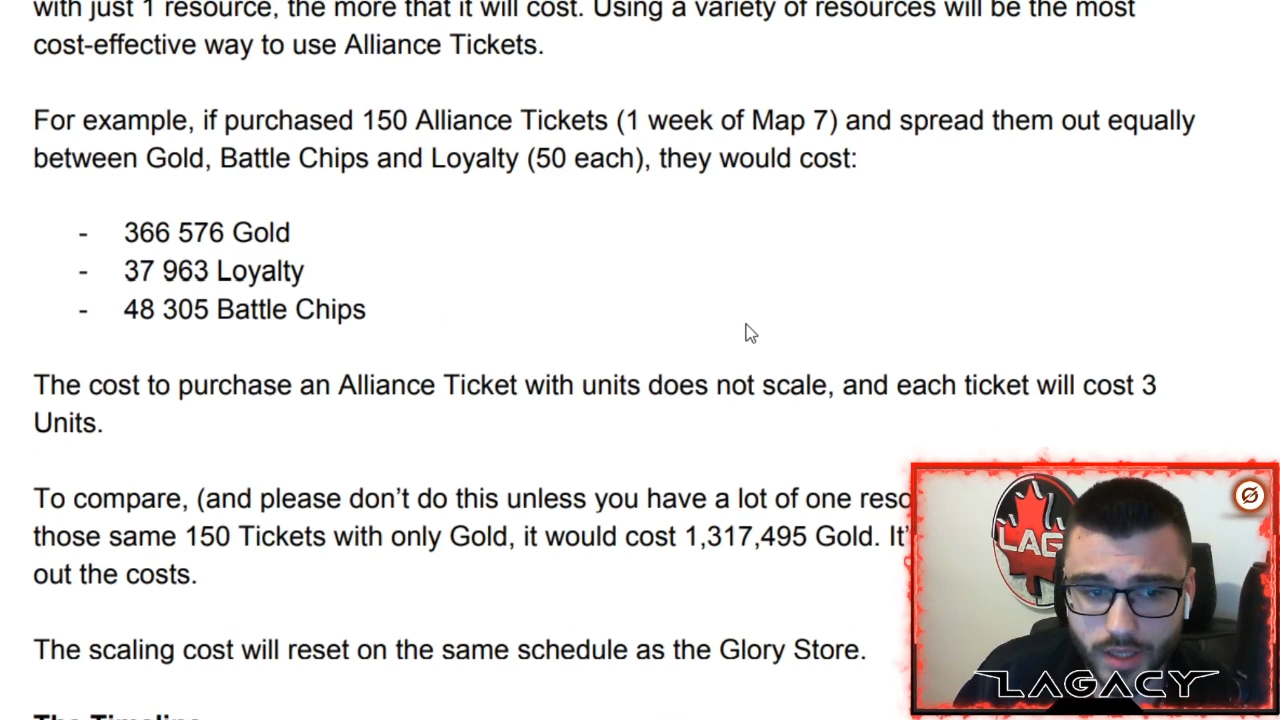 with just 1 resource, the more that it will cost. Using a variety of resources will be the most
cost-effective way to use Alliance Tickets.
For example, if purchased 150 Alliance Tickets (1 week of Map 7) and spread them out equally
between Gold, Battle Chips and Loyalty (50 each), they would cost:
- 366 576 Gold
- 37 963 Loyalty
- 48 305 Battle Chips
The cost to purchase an Alliance Ticket with units does not scale, and each ticket will cost 3
Units.
To compare, (and please don’t do this unless you have a lot of one reso
those same 150 Tickets with only Gold, it would cost 1,317,495 Gold. It’
out the costs.
The scaling cost will reset on the same schedule as the Glory Store.
The Timeline
LAG
LAGACY